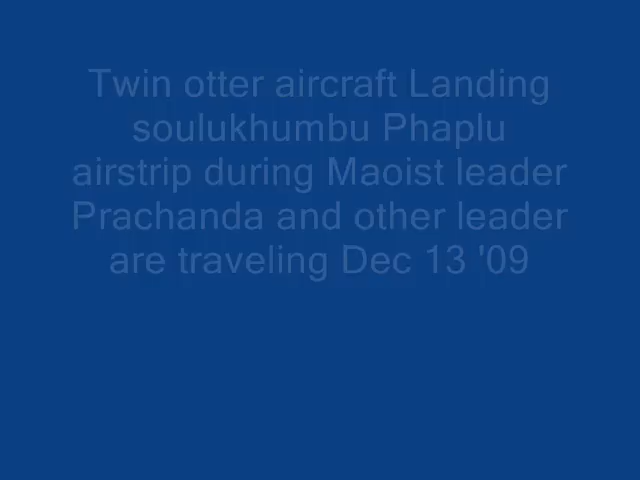 Twin otter aircraft Landing
soulukhumbu Phaplu
airstrip during Maoist leader
Prachanda and other leader
are traveling Dec 13 '09